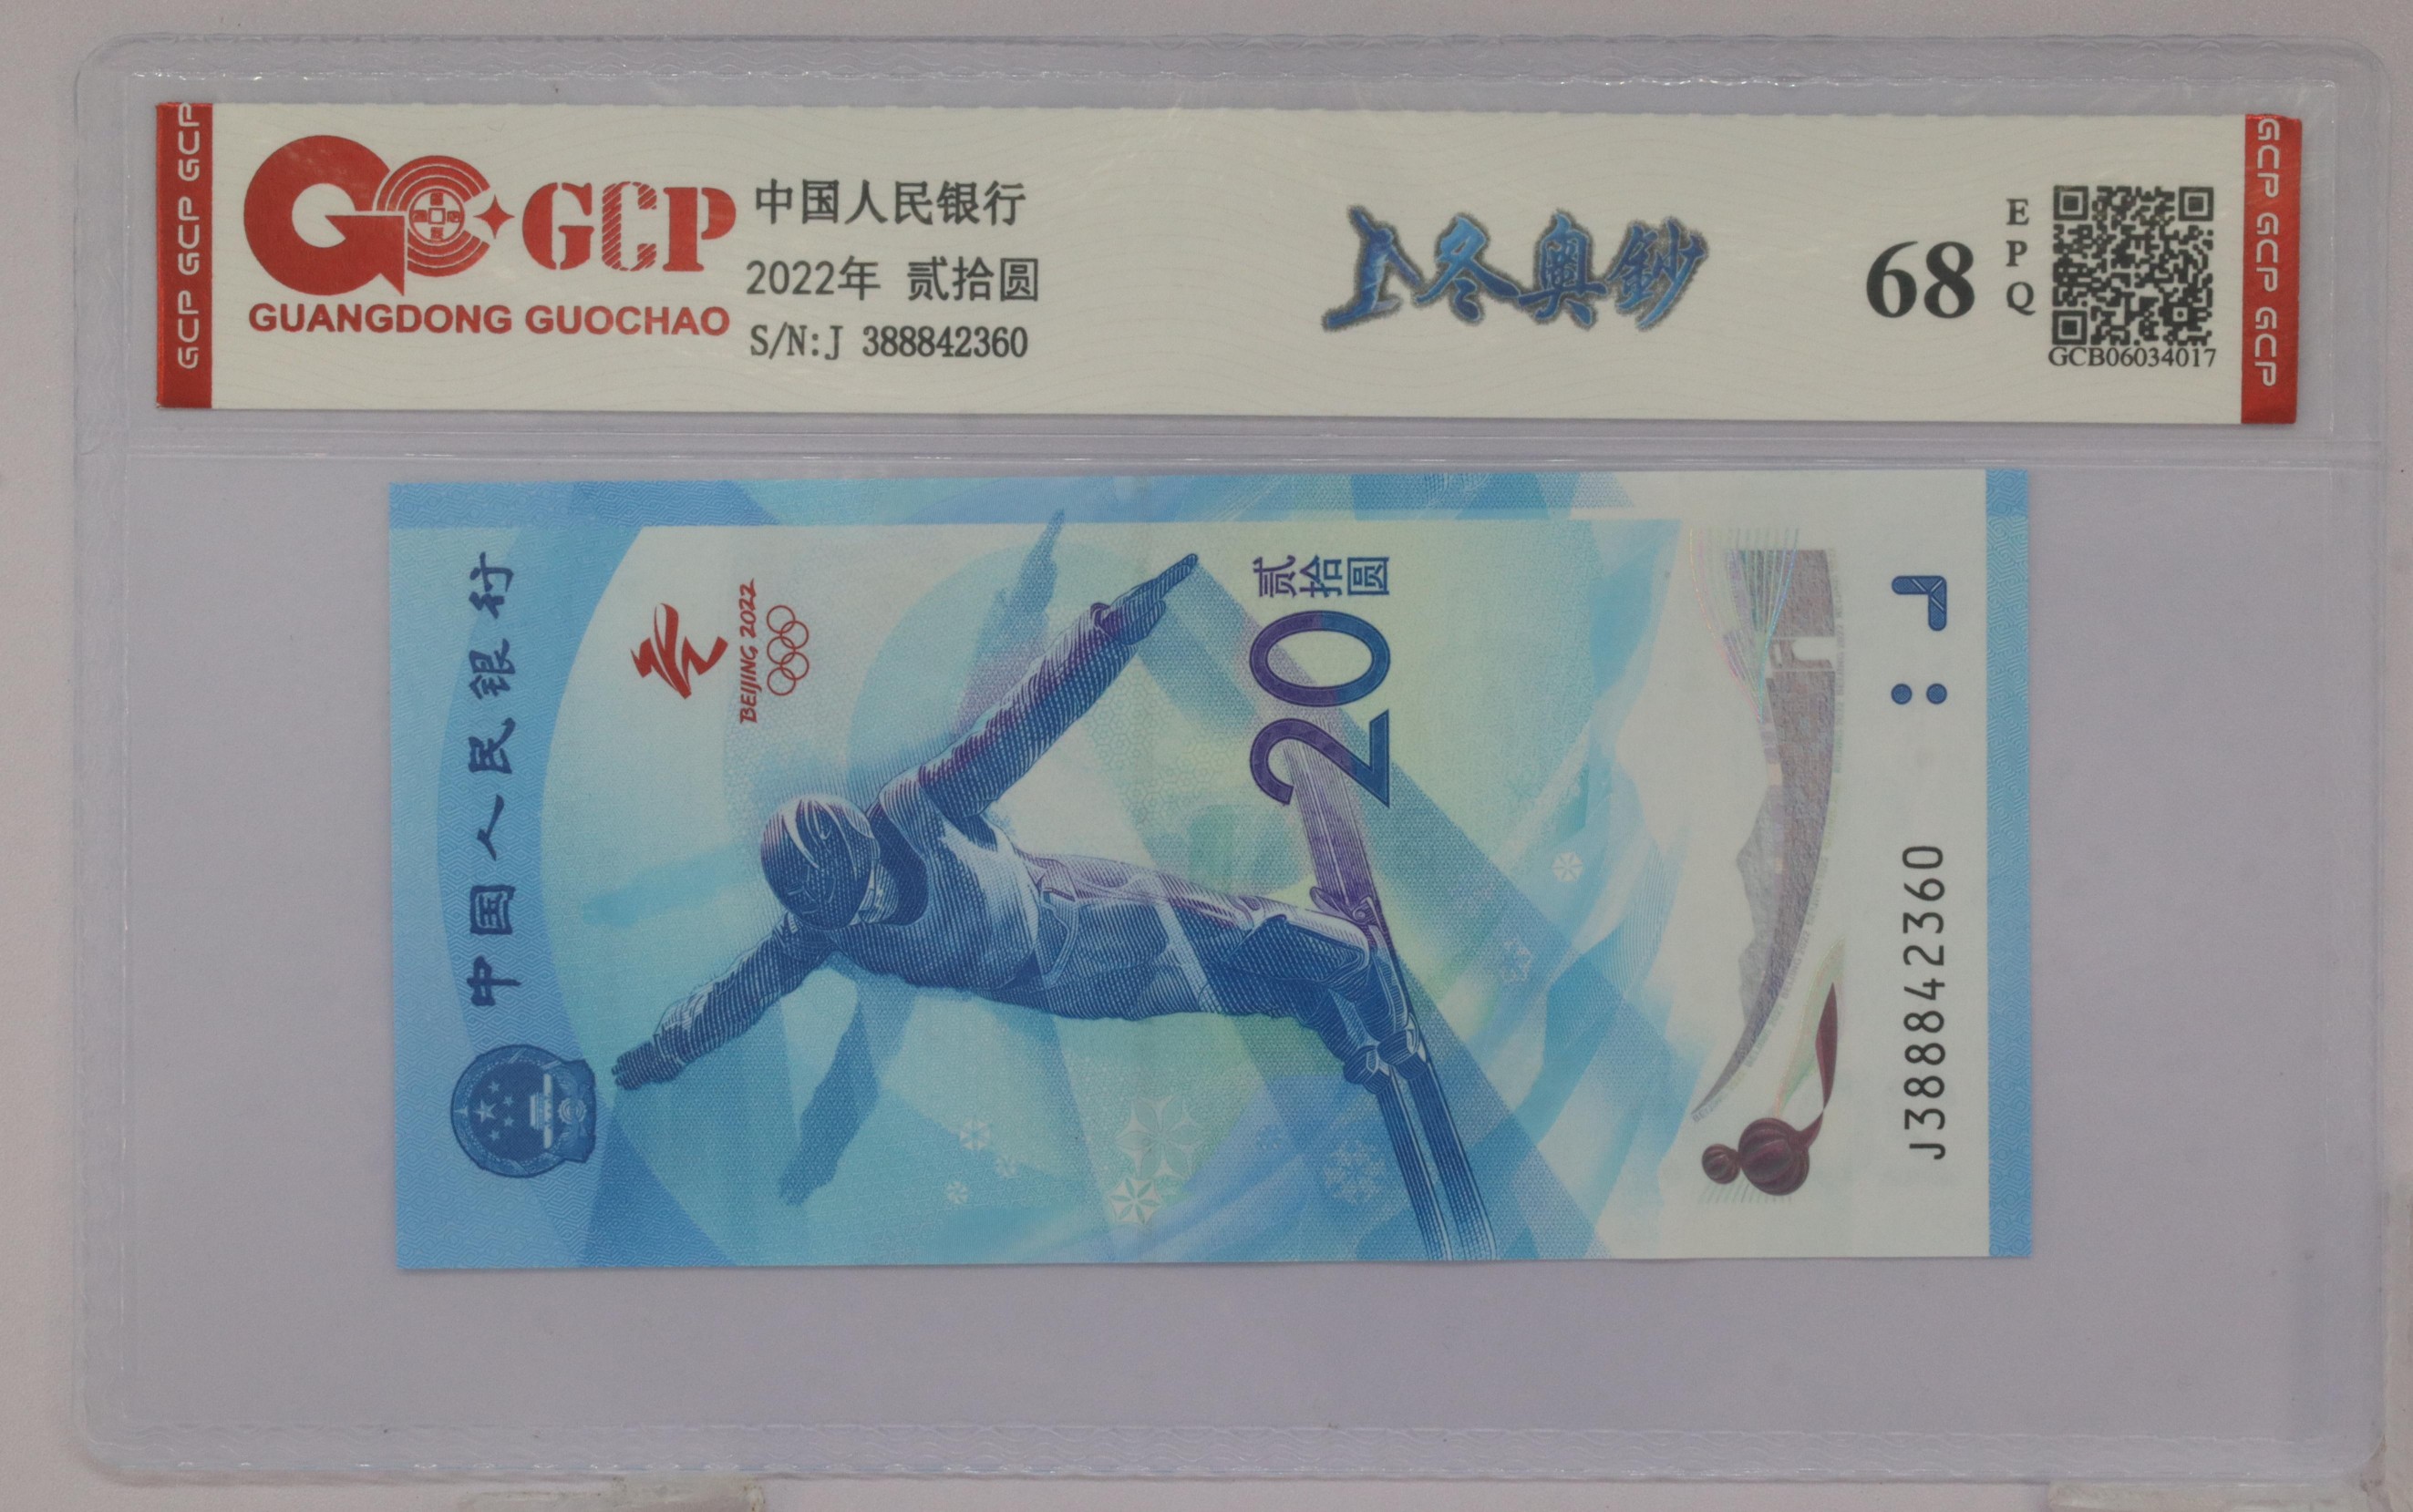 GCP GCP GCP
GCP
GUANGDONG GUOCHAO
中国人民银行
2022年 贰拾圆
S/N:J 388842360
冬奥鈔
68
EPQ
GCB06034017
GCP GCP GCP
中国人民银行
BEIJING 2022
贰拾圆
20
J388842360